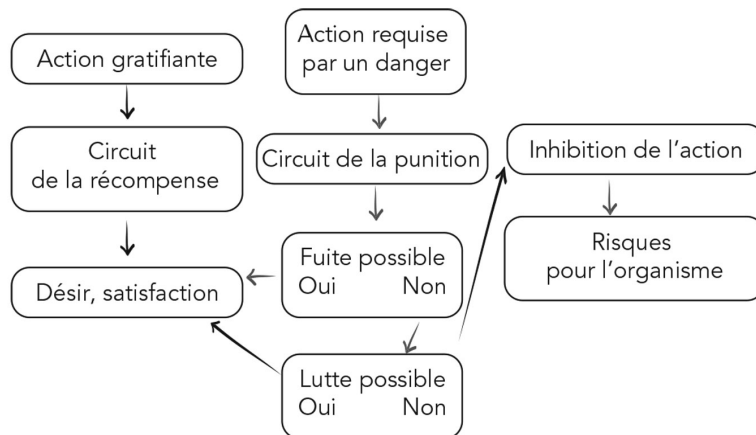 Action gratifiante
Circuit
de la récompense
Désir, satisfaction
Action requise
par un danger
Circuit de la punition
Fuite possible
Oui Non
Lutte possible
Oui Non
Inhibition de l’action
Risques
pour l’organisme